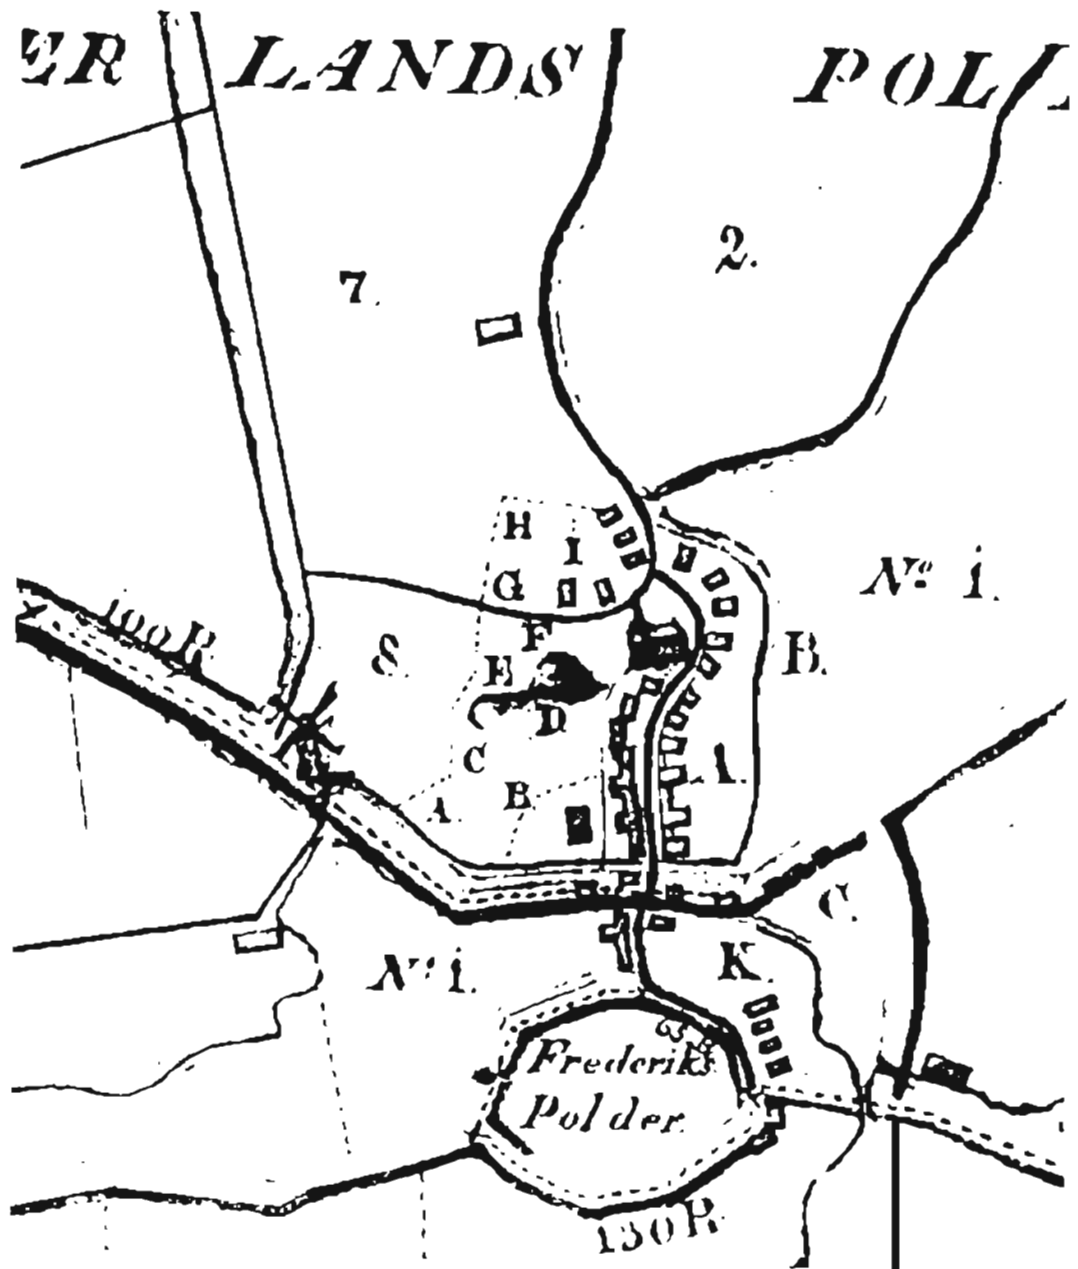 ER LANDS POL
2.
7.
H
I
G
Nº 1.
100 R.
F
8.
B.
E
D
C
1.
B
A.
C.
K
Nº 1.
Frederiks
Polder.
130 R.